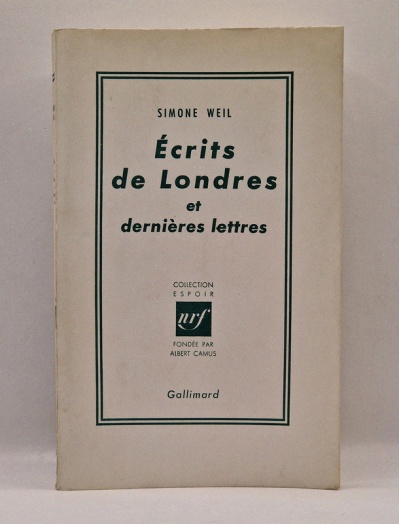 SIMONE WEIL
Écrits
de Londres
et
dernières lettres
COLLECTION
ESPOIR
nrf
FONDÉE PAR
ALBERT CAMUS
Gallimard